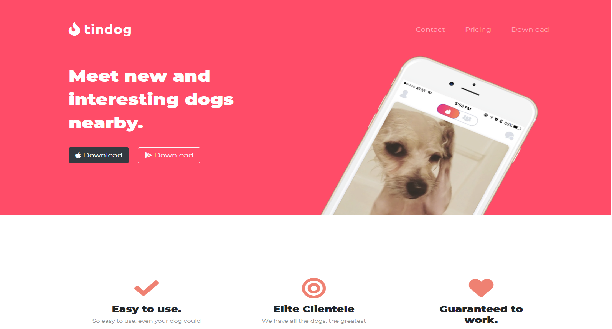 tindog
Contact Pricing Download
Meet new and
interesting dogs
nearby.
Download Download
Easy to use.
So easy to use, even your dog could
Elite Clientele
We have all the dogs, the greatest
Guaranteed to
work.